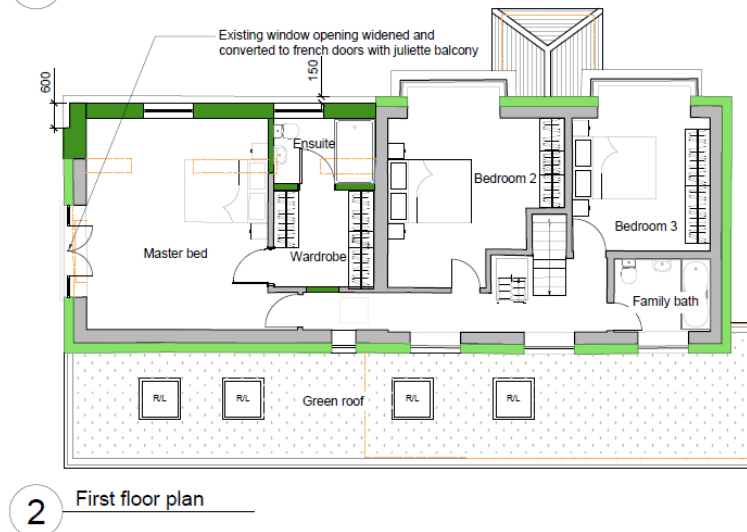 Existing window opening widened and
converted to french doors with juliette balcony
600
150
Ensuite
Bedroom 2
Bedroom 3
Master bed
Wardrobe
Family bath
R/L
R/L
Green roof
R/L
R/L
2
First floor plan